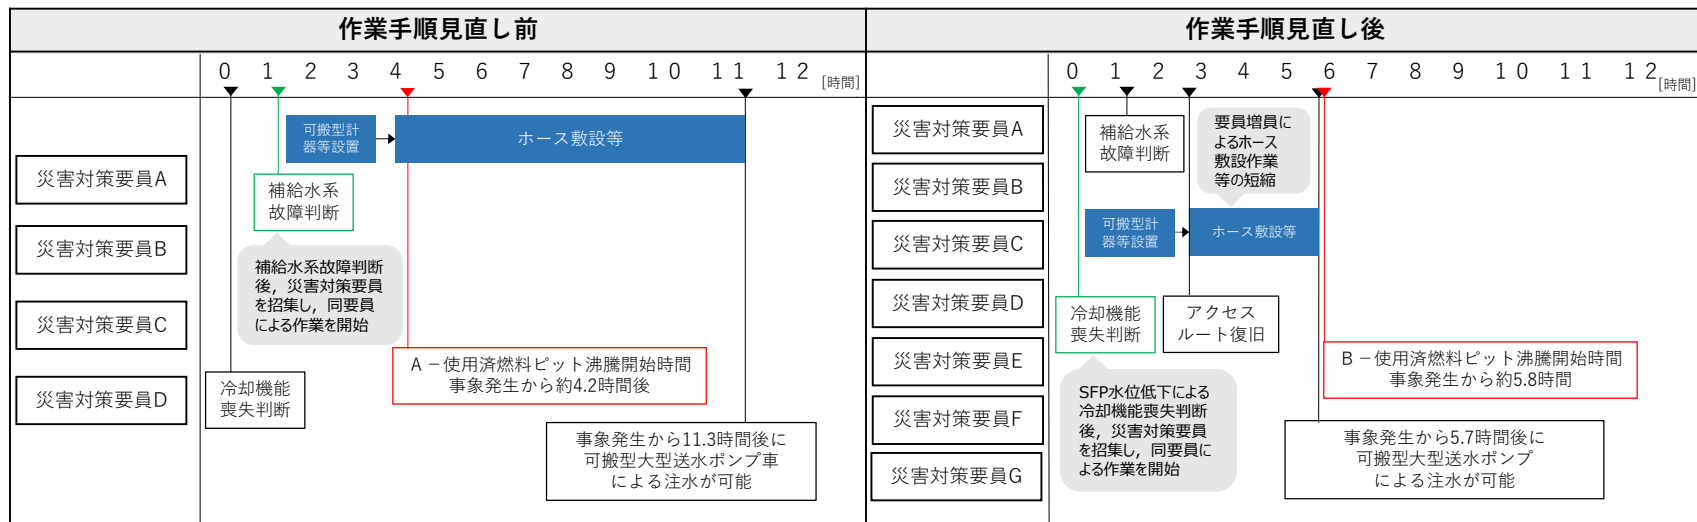 作業手順見直し前
0 1 2 3 4 5 6 7 8 9 10 11 12 [時間]
災害対策要員A
災害対策要員B
災害対策要員C
災害対策要員D
可搬型計
器等設置
ホース敷設等
補給水系
故障判断
補給水系故障判断
後，災害対策要員
を招集し，同要員
による作業を開始
冷却機能
喪失判断
A－使用済燃料ピット沸騰開始時間
事象発生から約4.2時間後
事象発生から11.3時間後に
可搬型大型送水ポンプ車
による注水が可能
作業手順見直し後
0 1 2 3 4 5 6 7 8 9 10 11 12 [時間]
災害対策要員A
災害対策要員B
災害対策要員C
災害対策要員D
災害対策要員E
災害対策要員F
災害対策要員G
補給水系
故障判断
要員増員に
よるホース
敷設作業
等の短縮
可搬型計
器等設置
ホース敷設等
冷却機能
喪失判断
アクセス
ルート復旧
SFP水位低下による
冷却機能喪失判断
後，災害対策要員
を招集し，同要員に
よる作業を開始
B－使用済燃料ピット沸騰開始時間
事象発生から約5.8時間
事象発生から5.7時間後に
可搬型大型送水ポンプ
による注水が可能